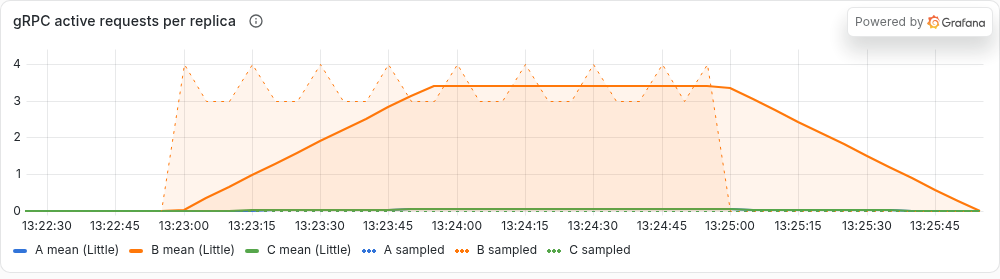 gRPC active requests per replica
Powered by Grafana
4
3
2
1
0
13:22:30 13:22:45 13:23:00 13:23:15 13:23:30 13:23:45 13:24:00 13:24:15 13:24:30 13:24:45 13:25:00 13:25:15 13:25:30 13:25:45
A mean (Little) B mean (Little) C mean (Little) A sampled B sampled C sampled